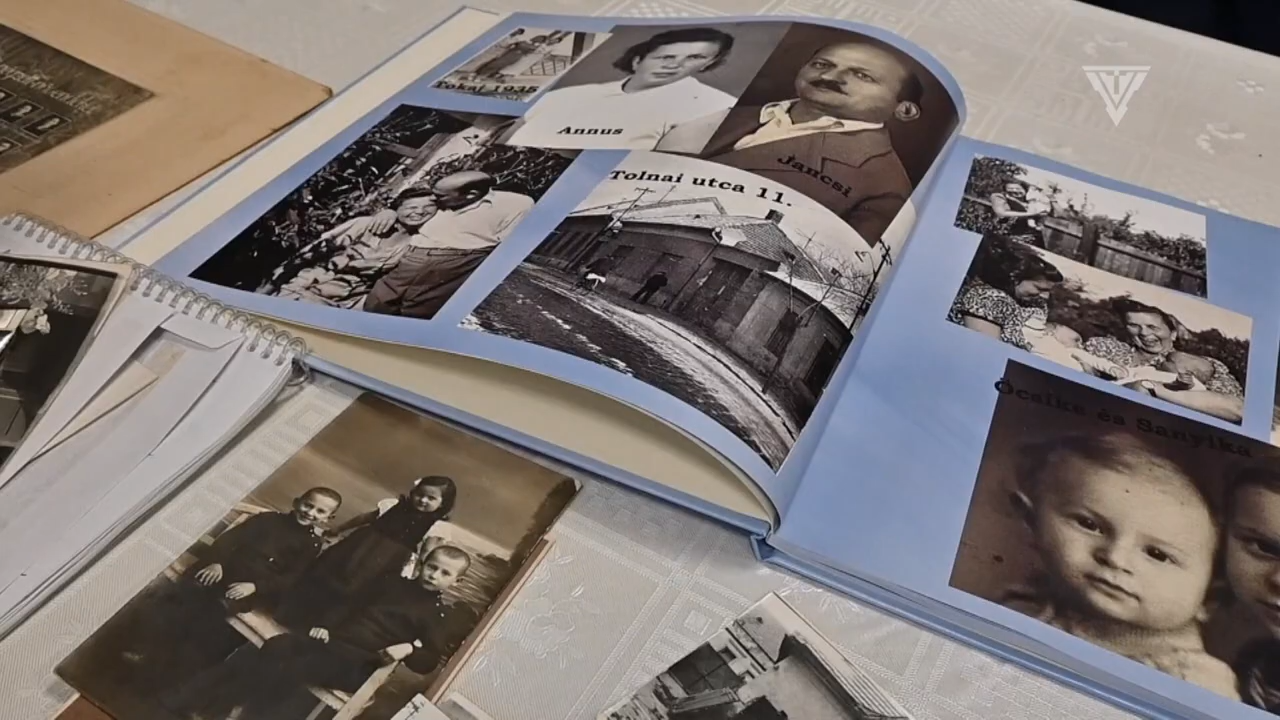 Tokaj 1935
Annus
Jancsi
Tolnai utca 11.
Öcsike és Sanyika